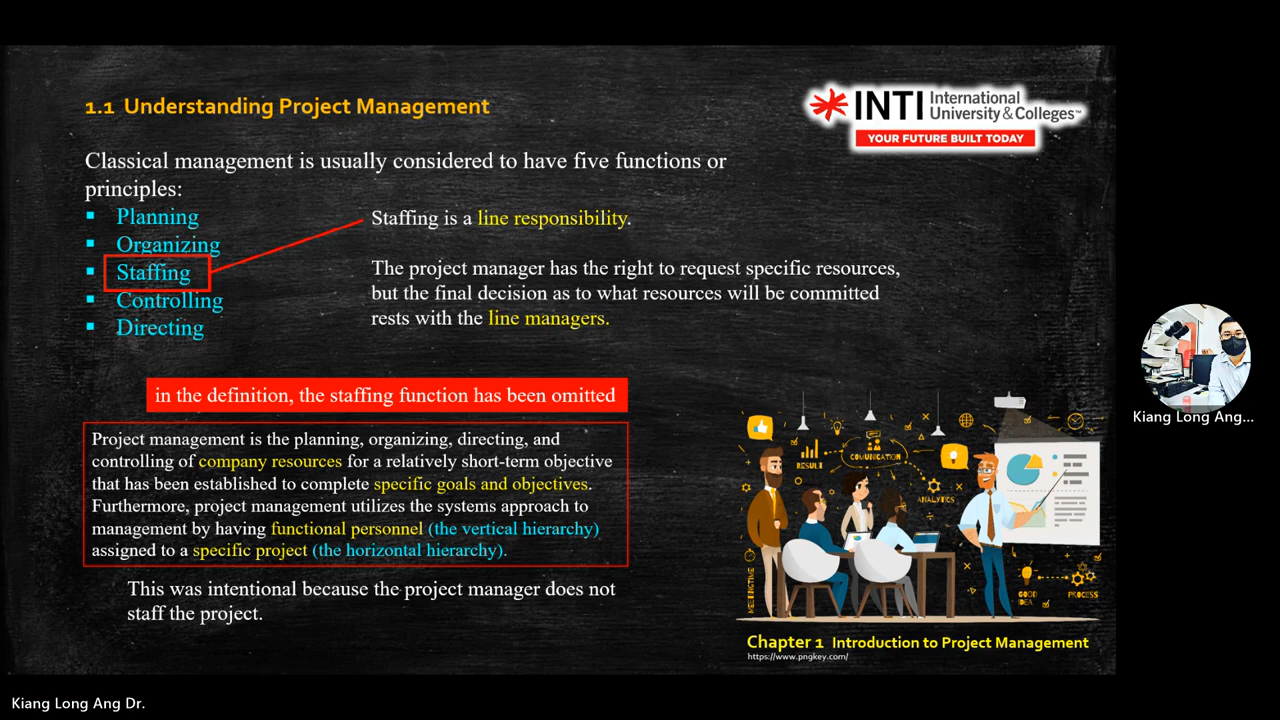 1.1 Understanding Project Management
INTI International
University & Colleges™
YOUR FUTURE BUILT TODAY
Classical management is usually considered to have five functions or
principles:
▪ Planning
▪ Organizing
▪ Staffing
▪ Controlling
▪ Directing
Staffing is a line responsibility.
The project manager has the right to request specific resources,
but the final decision as to what resources will be committed
rests with the line managers.
in the definition, the staffing function has been omitted
Project management is the planning, organizing, directing, and
controlling of company resources for a relatively short-term objective
that has been established to complete specific goals and objectives.
Furthermore, project management utilizes the systems approach to
management by having functional personnel (the vertical hierarchy)
assigned to a specific project (the horizontal hierarchy).
This was intentional because the project manager does not
staff the project.
RESULT
COMUNICATION
ANALYTICS
MEETING TIME
GOOD
IDEA
PROCESS
Chapter 1 Introduction to Project Management
https://www.pngkey.com/
Kiang Long Ang...
Kiang Long Ang Dr.